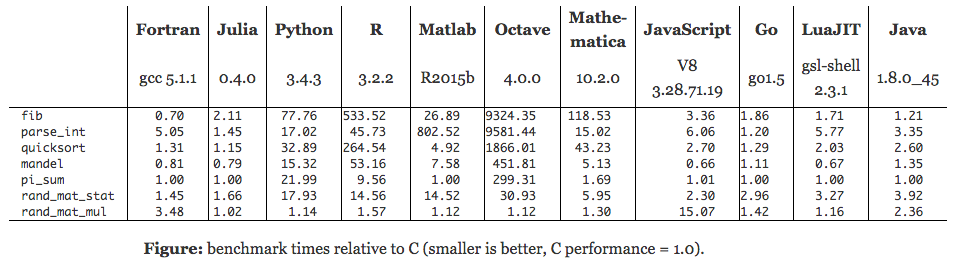 Fortran Julia Python R Matlab Octave Mathe-matica JavaScript Go LuaJIT Java
gcc 5.1.1 0.4.0 3.4.3 3.2.2 R2015b 4.0.0 10.2.0 V8 3.28.71.19 go1.5 gsl-shell 2.3.1 1.8.0_45
fib 0.70 2.11 77.76 533.52 26.89 9324.35 118.53 3.36 1.86 1.71 1.21
parse_int 5.05 1.45 17.02 45.73 802.52 9581.44 15.02 6.06 1.20 5.77 3.35
quicksort 1.31 1.15 32.89 264.54 4.92 1866.01 43.23 2.70 1.29 2.03 2.60
mandel 0.81 0.79 15.32 53.16 7.58 451.81 5.13 0.66 1.11 0.67 1.35
pi_sum 1.00 1.00 21.99 9.56 1.00 299.31 1.69 1.01 1.00 1.00 1.00
rand_mat_stat 1.45 1.66 17.93 14.56 14.52 30.93 5.95 2.30 2.96 3.27 3.92
rand_mat_mul 3.48 1.02 1.14 1.57 1.12 1.12 1.30 15.07 1.42 1.16 2.36
Figure: benchmark times relative to C (smaller is better, C performance = 1.0).